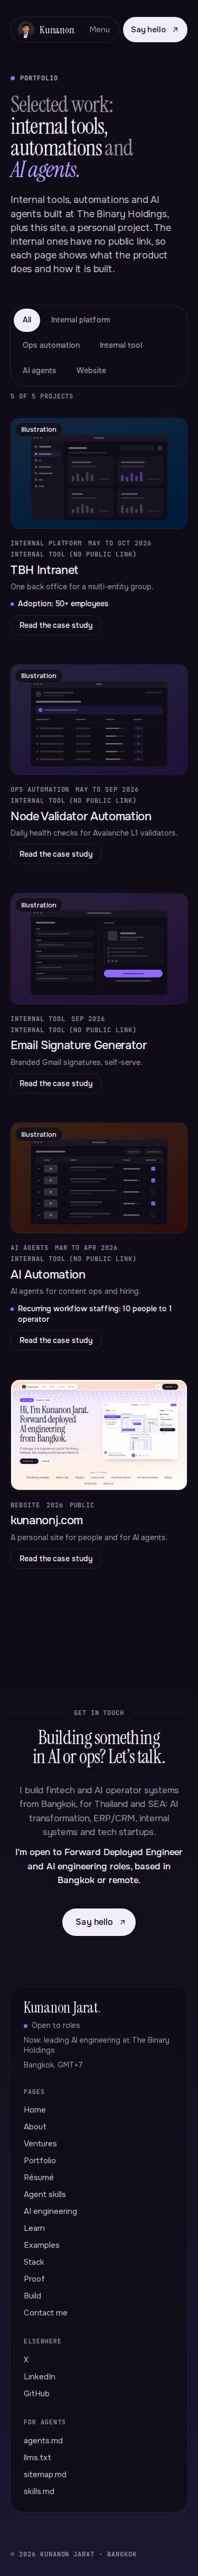 Kunanon.
Menu
Say hello
PORTFOLIO
Selected work:
internal tools,
automations and
AI agents.
Internal tools, automations and AI
agents built at The Binary Holdings,
plus this site, a personal project. The
internal ones have no public link, so
each page shows what the product
does and how it is built.
All
Internal platform
Ops automation
Internal tool
AI agents
Website
5 OF 5 PROJECTS
Illustration
INTERNAL PLATFORM MAY TO OCT 2026
INTERNAL TOOL (NO PUBLIC LINK)
TBH Intranet
One back office for a multi-entity group.
Adoption: 50+ employees
Read the case study
Illustration
OPS AUTOMATION MAY TO SEP 2026
INTERNAL TOOL (NO PUBLIC LINK)
Node Validator Automation
Daily health checks for Avalanche L1 validators.
Read the case study
Illustration
INTERNAL TOOL SEP 2026
INTERNAL TOOL (NO PUBLIC LINK)
Email Signature Generator
Branded Gmail signatures, self-serve.
Read the case study
Illustration
AI AGENTS MAR TO APR 2026
INTERNAL TOOL (NO PUBLIC LINK)
AI Automation
AI agents for content ops and hiring.
Recurring workflow staffing: 10 people to 1
operator
Read the case study
Hi, I'm Kunanon Jarat.
Forward deployed
AI engineering
from Bangkok.
WEBSITE 2026 PUBLIC
kunanonj.com
A personal site for people and for AI agents.
Read the case study
GET IN TOUCH
Building something
in AI or ops? Let's talk.
I build fintech and AI operator systems
from Bangkok, for Thailand and SEA: AI
transformation, ERP/CRM, internal
systems and tech startups.
I'm open to Forward Deployed Engineer
and AI engineering roles, based in
Bangkok or remote.
Say hello
Kunanon Jarat.
Open to roles
Now: leading AI engineering at The Binary
Holdings
Bangkok, GMT+7
PAGES
Home
About
Ventures
Portfolio
Résumé
Agent skills
AI engineering
Learn
Examples
Stack
Proof
Build
Contact me
ELSEWHERE
X
LinkedIn
GitHub
FOR AGENTS
agents.md
llms.txt
sitemap.md
skills.md
© 2026 KUNANON JARAT · BANGKOK